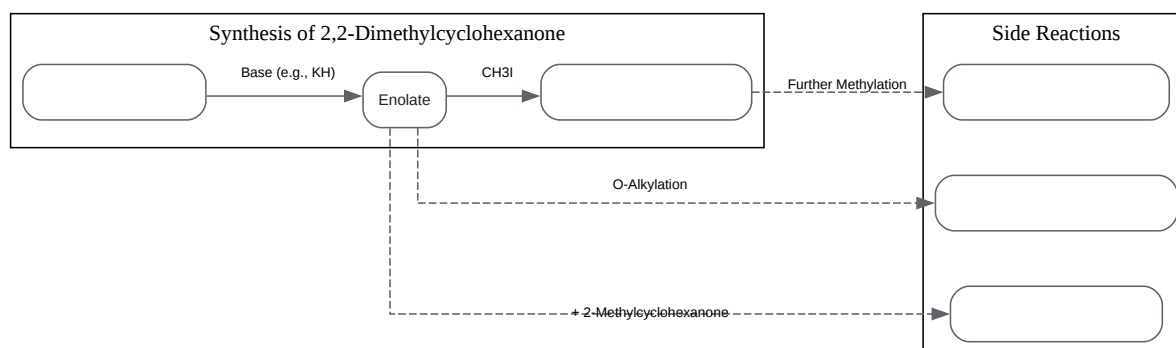 Synthesis of 2,2-Dimethylcyclohexanone
Side Reactions
Base (e.g., KH)
CH3I
Enolate
Further Methylation
O-Alkylation
+ 2-Methylcyclohexanone